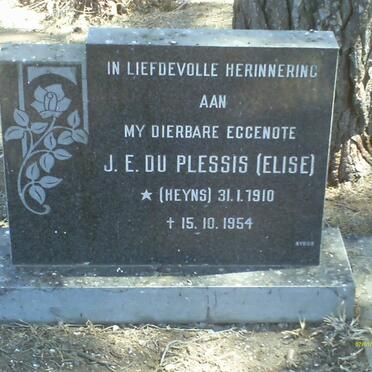 IN LIEFDEVOLLE HERINNERING
AAN
MY DIERBARE EGGENOTE
J. E. DU PLESSIS (ELISE)
★ (HEYNS) 31.1.1910
† 15.10.1954